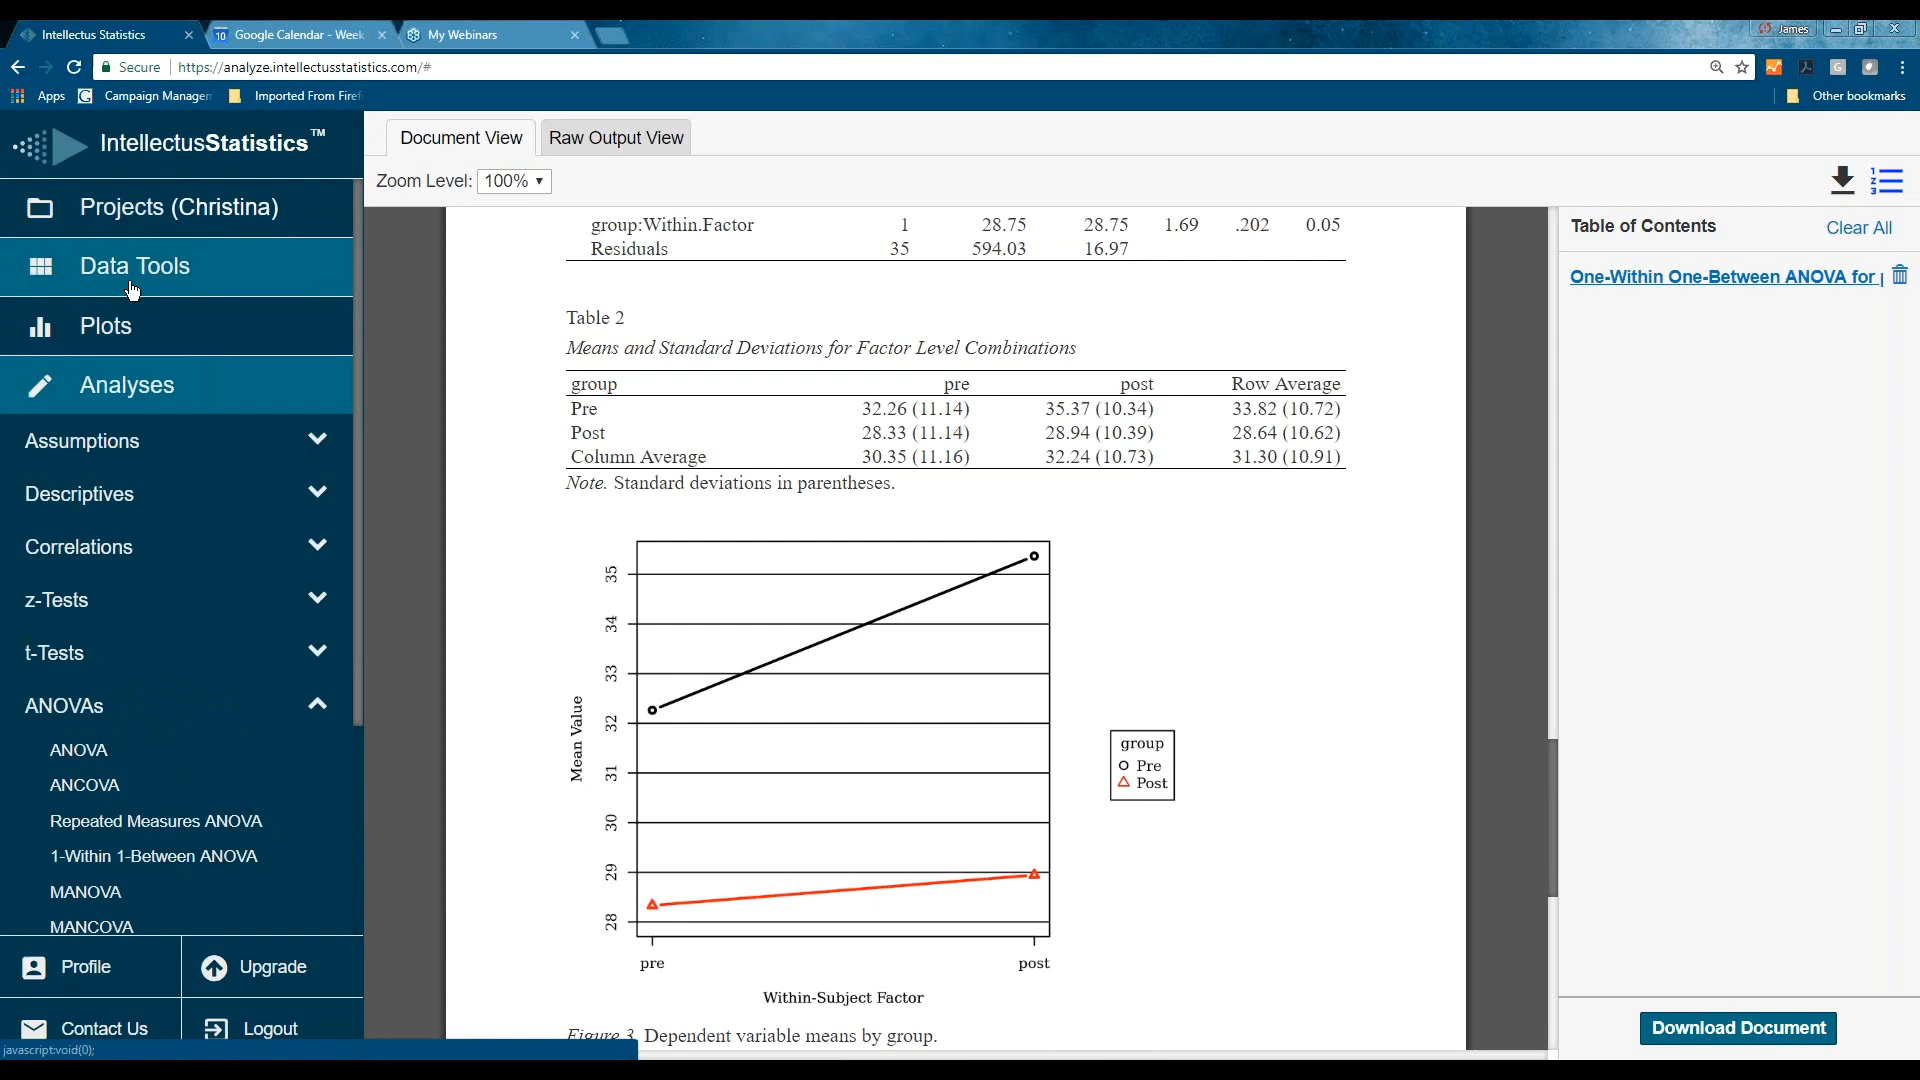 Intellectus Statistics
Google Calendar - Week
My Webinars
James
Secure https://analyze.intellectusstatistics.com/#
Apps
Campaign Manager
Imported From Firef
Other bookmarks
IntellectusStatistics™
Projects (Christina)
Data Tools
Plots
Analyses
Assumptions
Descriptives
Correlations
z-Tests
t-Tests
ANOVAs
ANOVA
ANCOVA
Repeated Measures ANOVA
1-Within 1-Between ANOVA
MANOVA
MANCOVA
Profile
Upgrade
Contact Us
Logout
javascript:void(0);
Document View
Raw Output View
Zoom Level: 100%
group:Within.Factor 1 28.75 28.75 1.69 .202 0.05
Residuals 35 594.03 16.97
Table 2
Means and Standard Deviations for Factor Level Combinations
group pre post Row Average
Pre 32.26 (11.14) 35.37 (10.34) 33.82 (10.72)
Post 28.33 (11.14) 28.94 (10.39) 28.64 (10.62)
Column Average 30.35 (11.16) 32.24 (10.73) 31.30 (10.91)
Note. Standard deviations in parentheses.
35
34
33
32
31
30
29
28
Mean Value
pre
post
Within-Subject Factor
group
Pre
Post
Figure 3. Dependent variable means by group.
Table of Contents
Clear All
One-Within One-Between ANOVA for p
Download Document